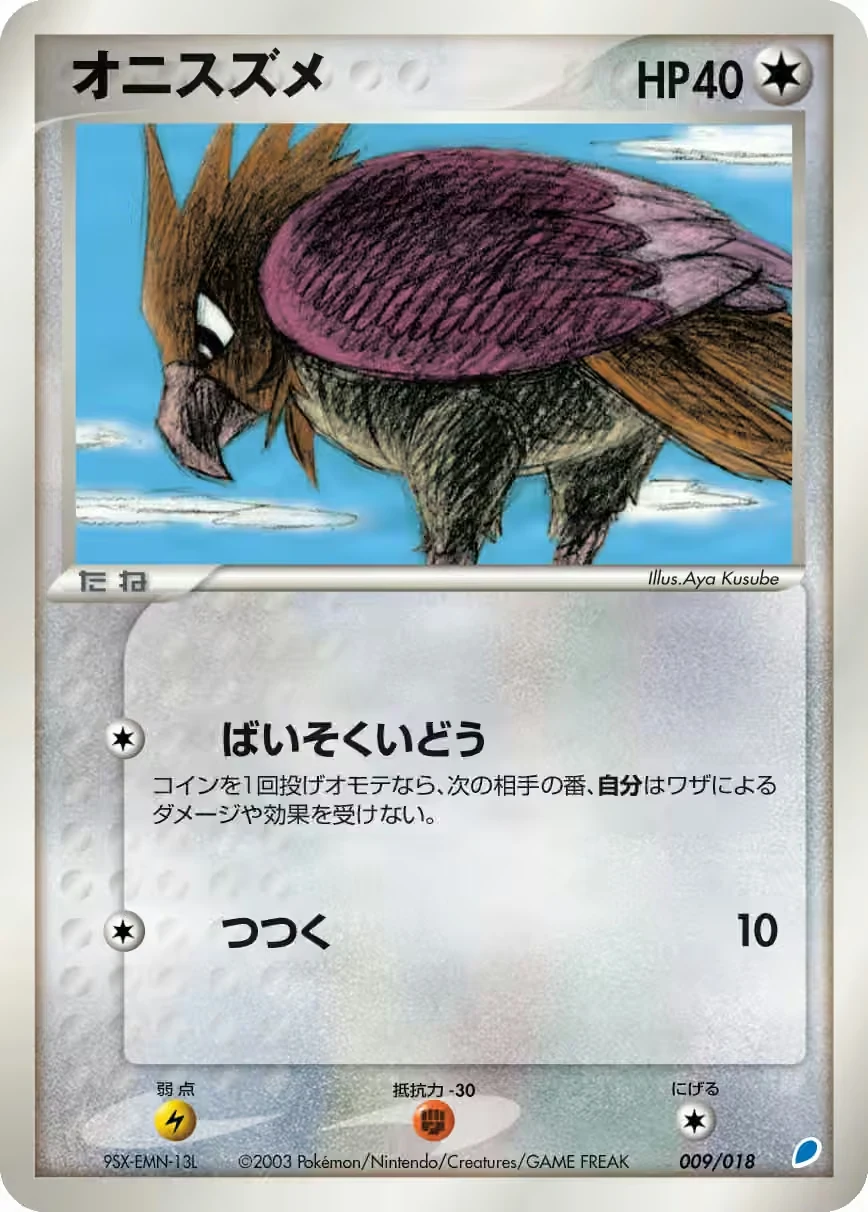 オニスズメ
HP40
たね
Illus.Aya Kusube
ばいそくいどう
コインを1回投げオモテなら、次の相手の番、自分はワザによる
ダメージや効果を受けない。
つつく 10
弱点 抵抗力 -30 にげる
9SX-EMN-13L ©2003 Pokémon/Nintendo/Creatures/GAME FREAK 009/018